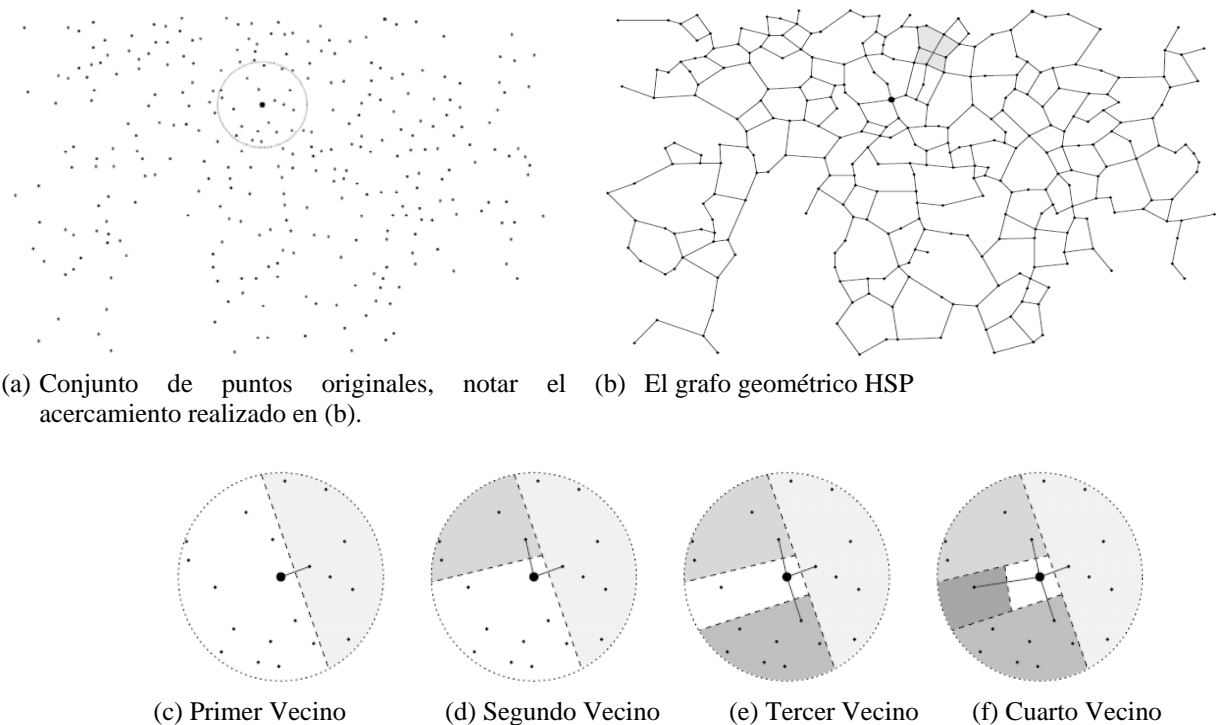 (a) Conjunto de puntos originales, notar el
acercamiento realizado en (b).
(b) El grafo geométrico HSP
(c) Primer Vecino
(d) Segundo Vecino
(e) Tercer Vecino
(f) Cuarto Vecino